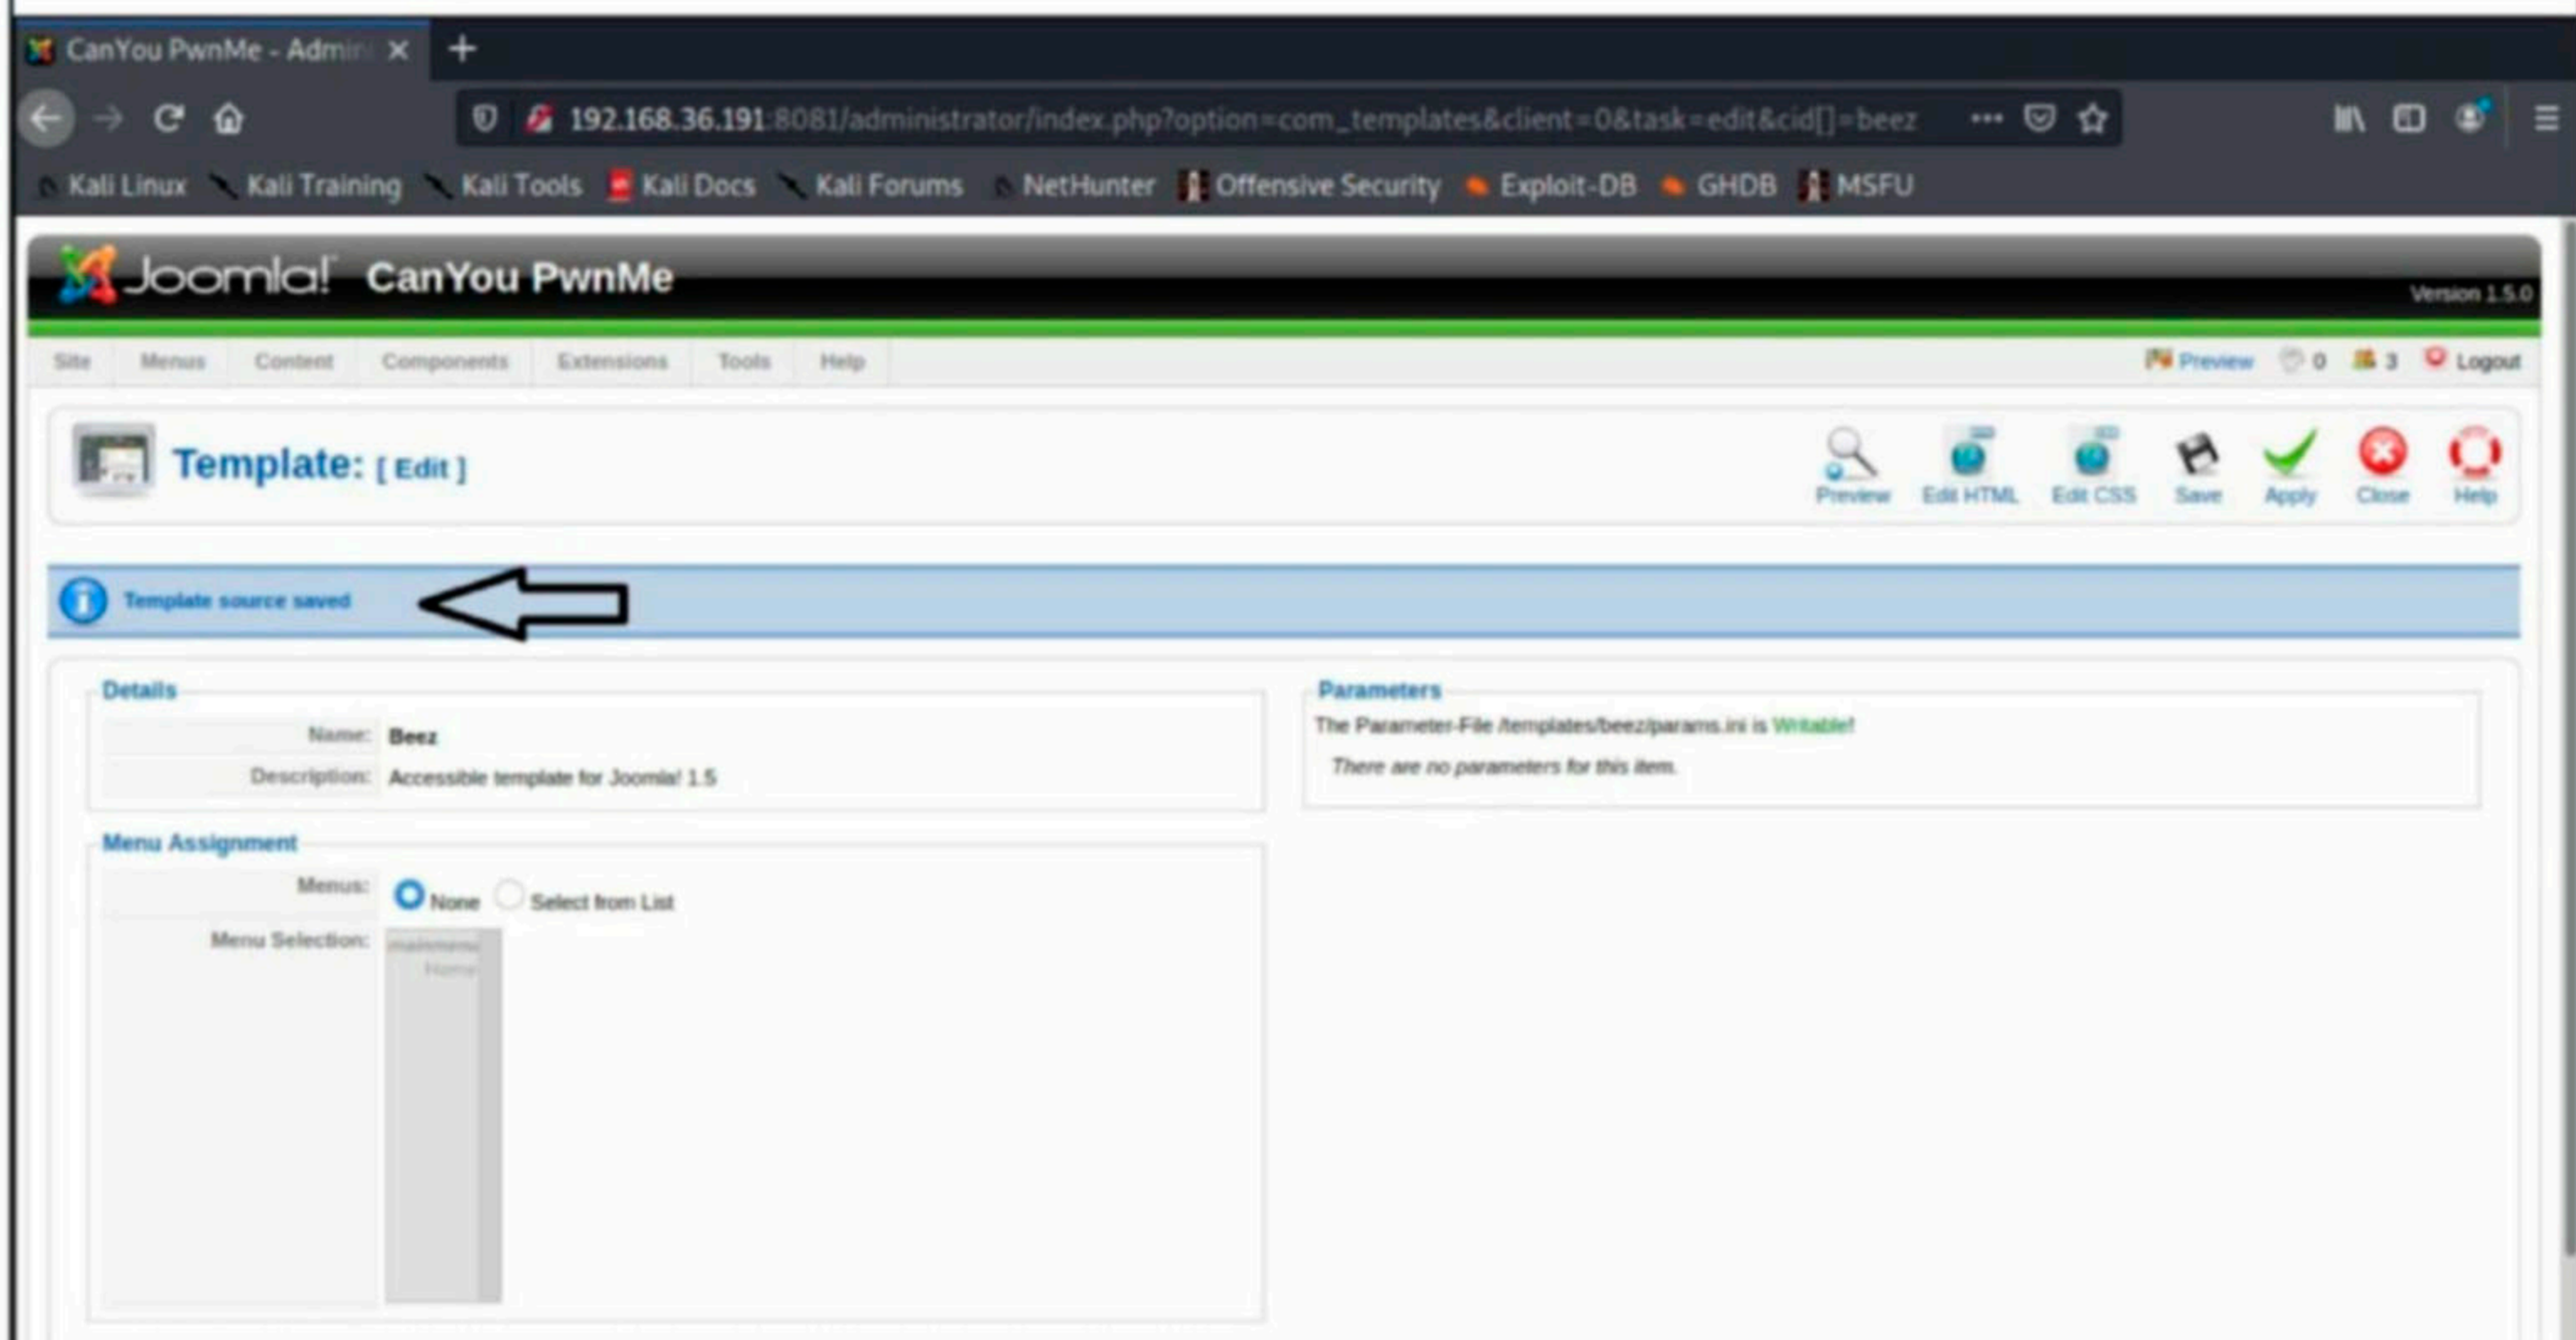 CanYou PwnMe - Admin
192.168.36.191:8081/administrator/index.php?option=com_templates&client=0&task=edit&cid[]=beez
Kali Linux Kali Training Kali Tools Kali Docs Kali Forums NetHunter Offensive Security Exploit-DB GHDB MSFU
Joomla! CanYou PwnMe
Version 1.5.0
Site Menus Content Components Extensions Tools Help Preview 0 3 Logout
Template: [ Edit ]
Preview Edit HTML Edit CSS Save Apply Close Help
Template source saved
Details
Name: Beez
Description: Accessible template for Joomla! 1.5
Parameters
The Parameter-File /templates/beez/params.ini is Writable!
There are no parameters for this item.
Menu Assignment
Menus: None Select from List
Menu Selection: mainmenu
Home